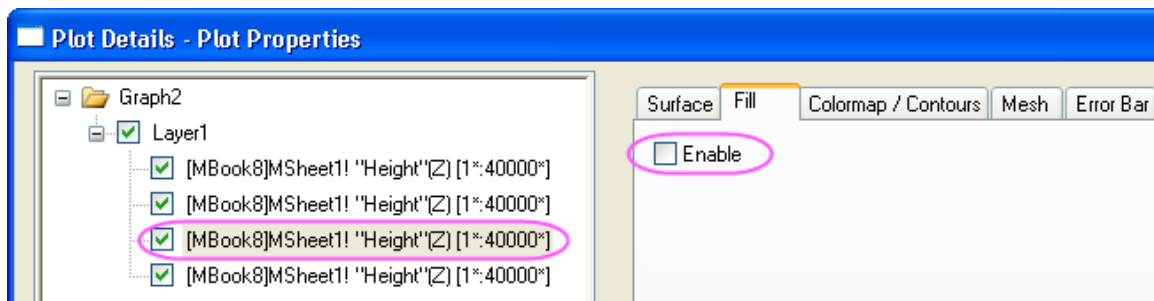 Plot Details - Plot Properties
Graph2
Layer1
[MBook8]MSheet1! "Height"(Z) [1*:40000*]
[MBook8]MSheet1! "Height"(Z) [1*:40000*]
[MBook8]MSheet1! "Height"(Z) [1*:40000*]
[MBook8]MSheet1! "Height"(Z) [1*:40000*]
Surface Fill Colormap / Contours Mesh Error Bar
Enable